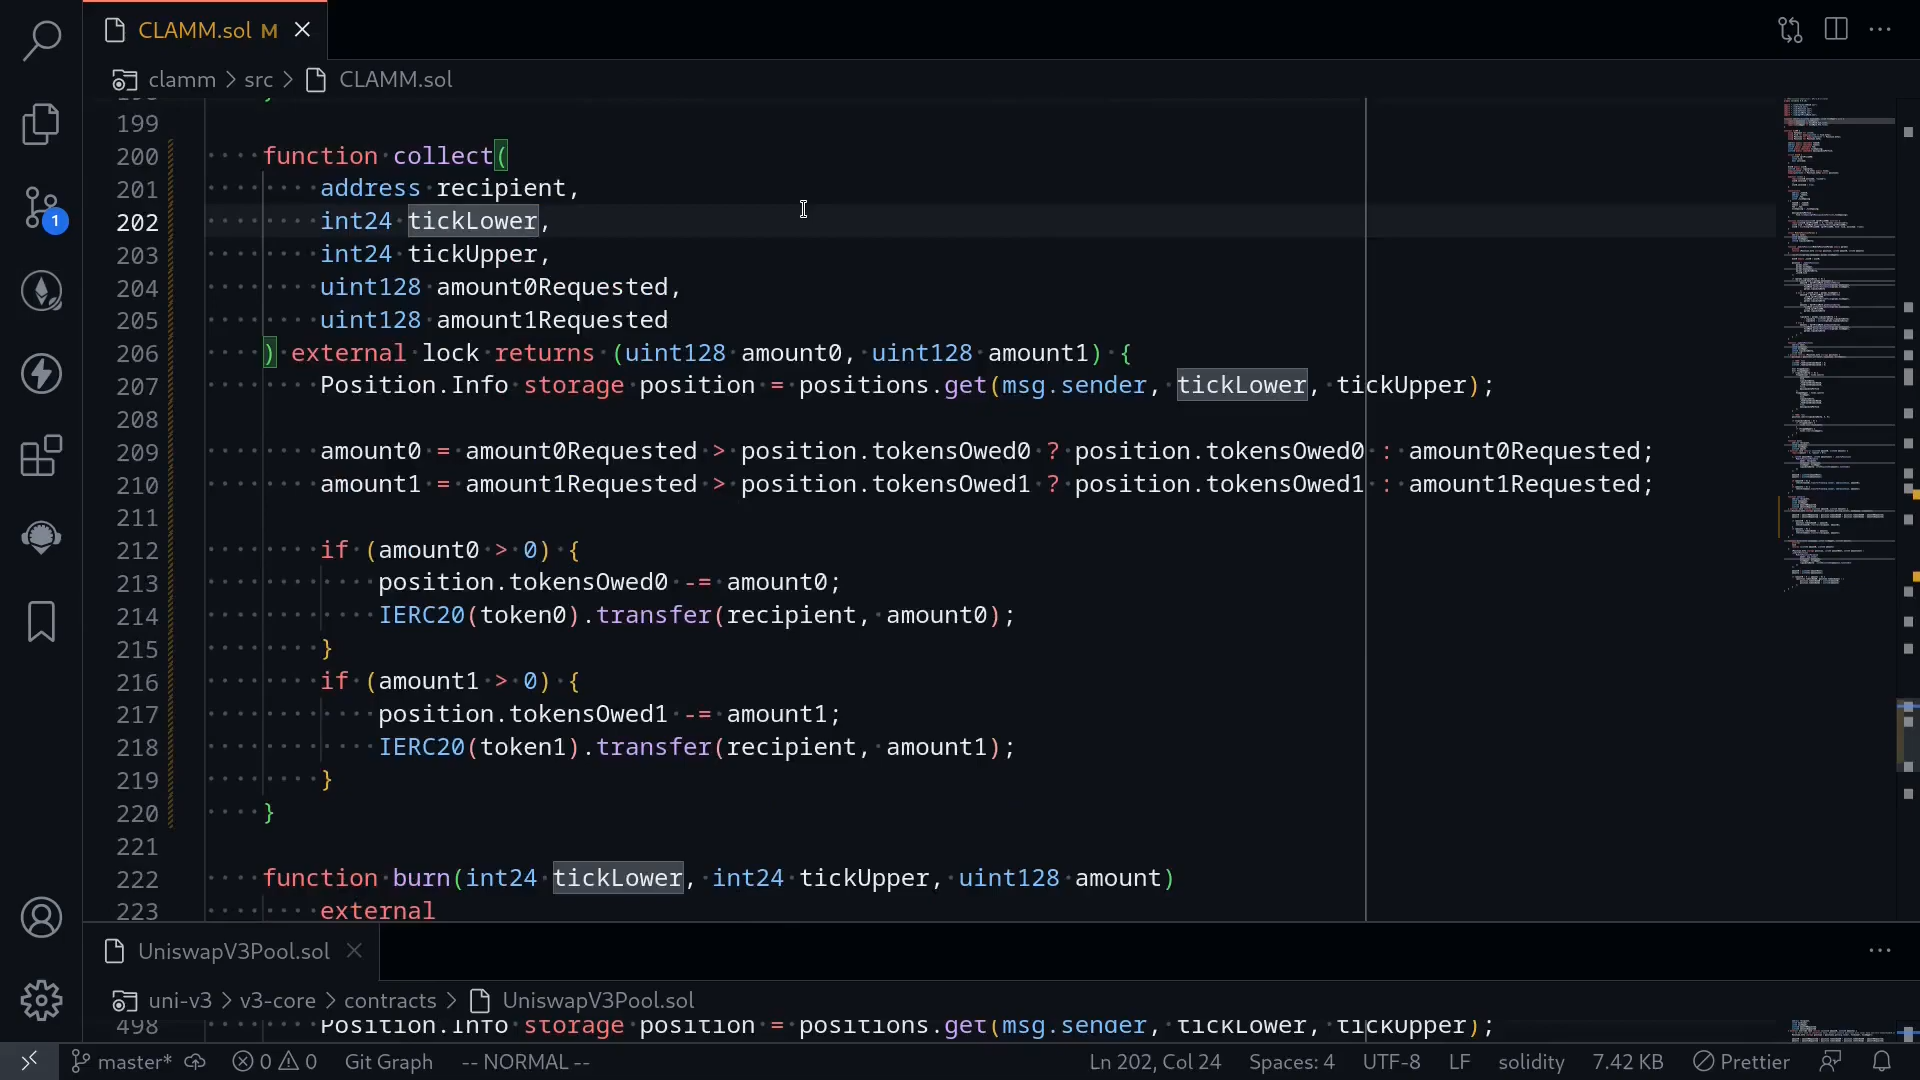 CLAMM.sol M
clamm > src > CLAMM.sol
199
200 function collect(
201 address recipient,
202 int24 tickLower,
203 int24 tickUpper,
204 uint128 amount0Requested,
205 uint128 amount1Requested
206 ) external lock returns (uint128 amount0, uint128 amount1) {
207 Position.Info storage position = positions.get(msg.sender, tickLower, tickUpper);
208
209 amount0 = amount0Requested > position.tokensOwed0 ? position.tokensOwed0 : amount0Requested;
210 amount1 = amount1Requested > position.tokensOwed1 ? position.tokensOwed1 : amount1Requested;
211
212 if (amount0 > 0) {
213 position.tokensOwed0 -= amount0;
214 IERC20(token0).transfer(recipient, amount0);
215 }
216 if (amount1 > 0) {
217 position.tokensOwed1 -= amount1;
218 IERC20(token1).transfer(recipient, amount1);
219 }
220 }
221
222 function burn(int24 tickLower, int24 tickUpper, uint128 amount)
223 external
1
UniswapV3Pool.sol
uni-v3 > v3-core > contracts > UniswapV3Pool.sol
498 Position.Info storage position = positions.get(msg.sender, tickLower, tickUpper);
master* 0 0 Git Graph -- NORMAL -- Ln 202, Col 24 Spaces: 4 UTF-8 LF solidity 7.42 KB Prettier